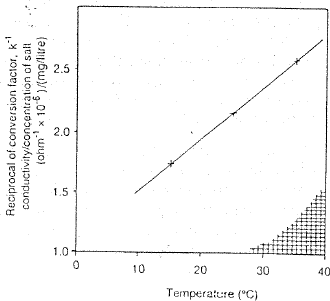 Reciprocal of conversion factor, k⁻¹
conductivity/concentration of salt
(ohm⁻¹ × 10⁻⁶)/(mg/litre)
2.5
2.0
1.5
1.0
0
10
20
30
40
Temperature (°C)